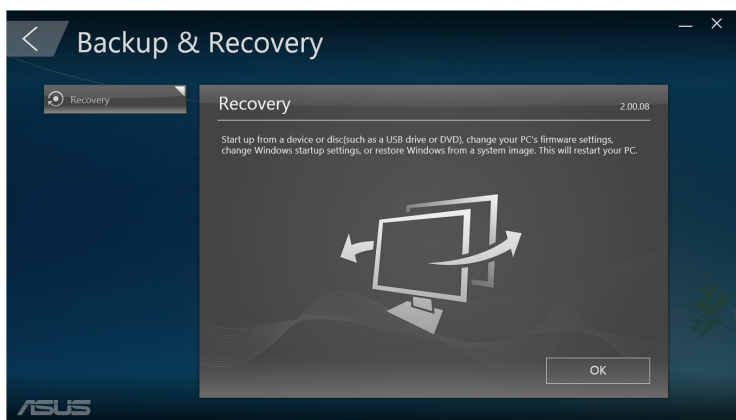 Backup & Recovery
Recovery
Recovery
2.00.08
Start up from a device or disc(such as a USB drive or DVD), change your PC's firmware settings,
change Windows startup settings, or restore Windows from a system image. This will restart your PC.
OK
ASUS